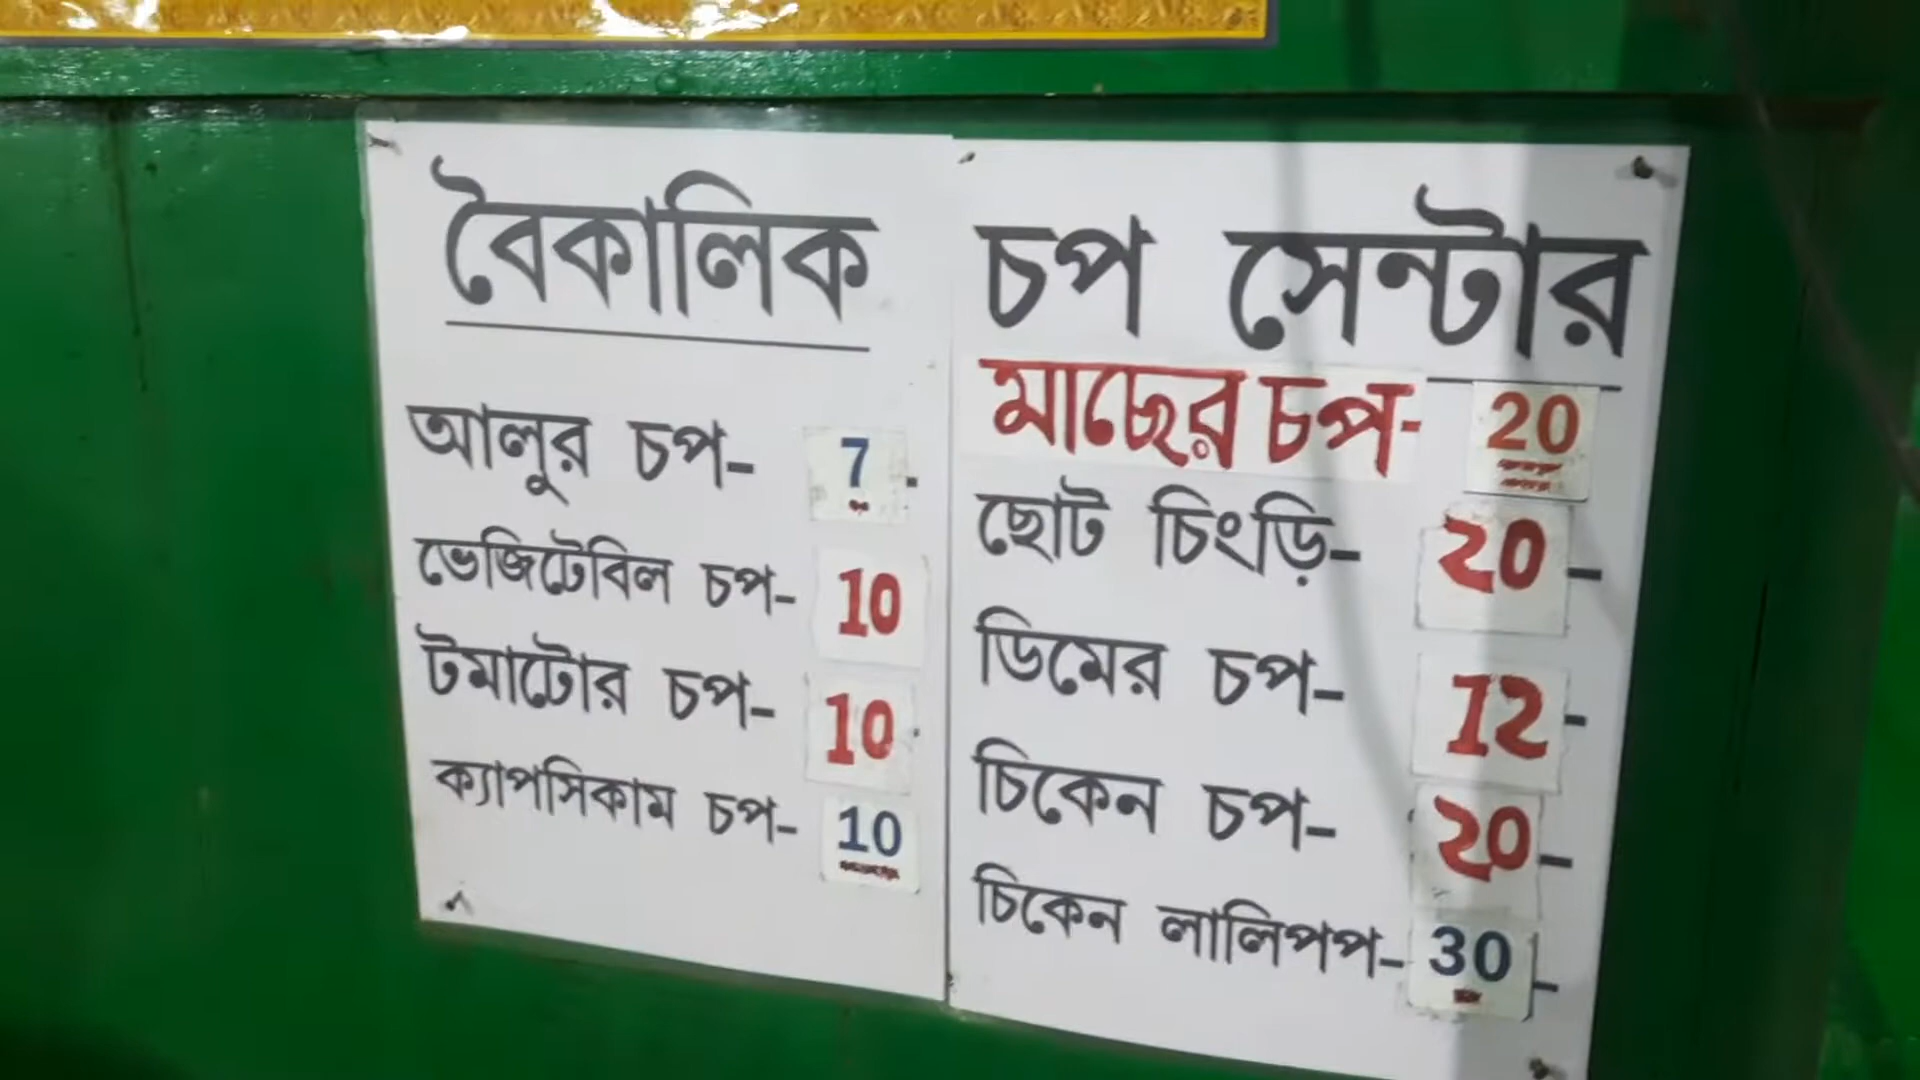 বৈকালিক চপ সেন্টার
আলুর চপ- 7
ভেজিটেবিল চপ- 10
টমাটোর চপ- 10
ক্যাপসিকাম চপ- 10
মাছের চপ- 20
ছোট চিংড়ি- 20
ডিমের চপ- 12
চিকেন চপ- 20
চিকেন লালিপপ- 30